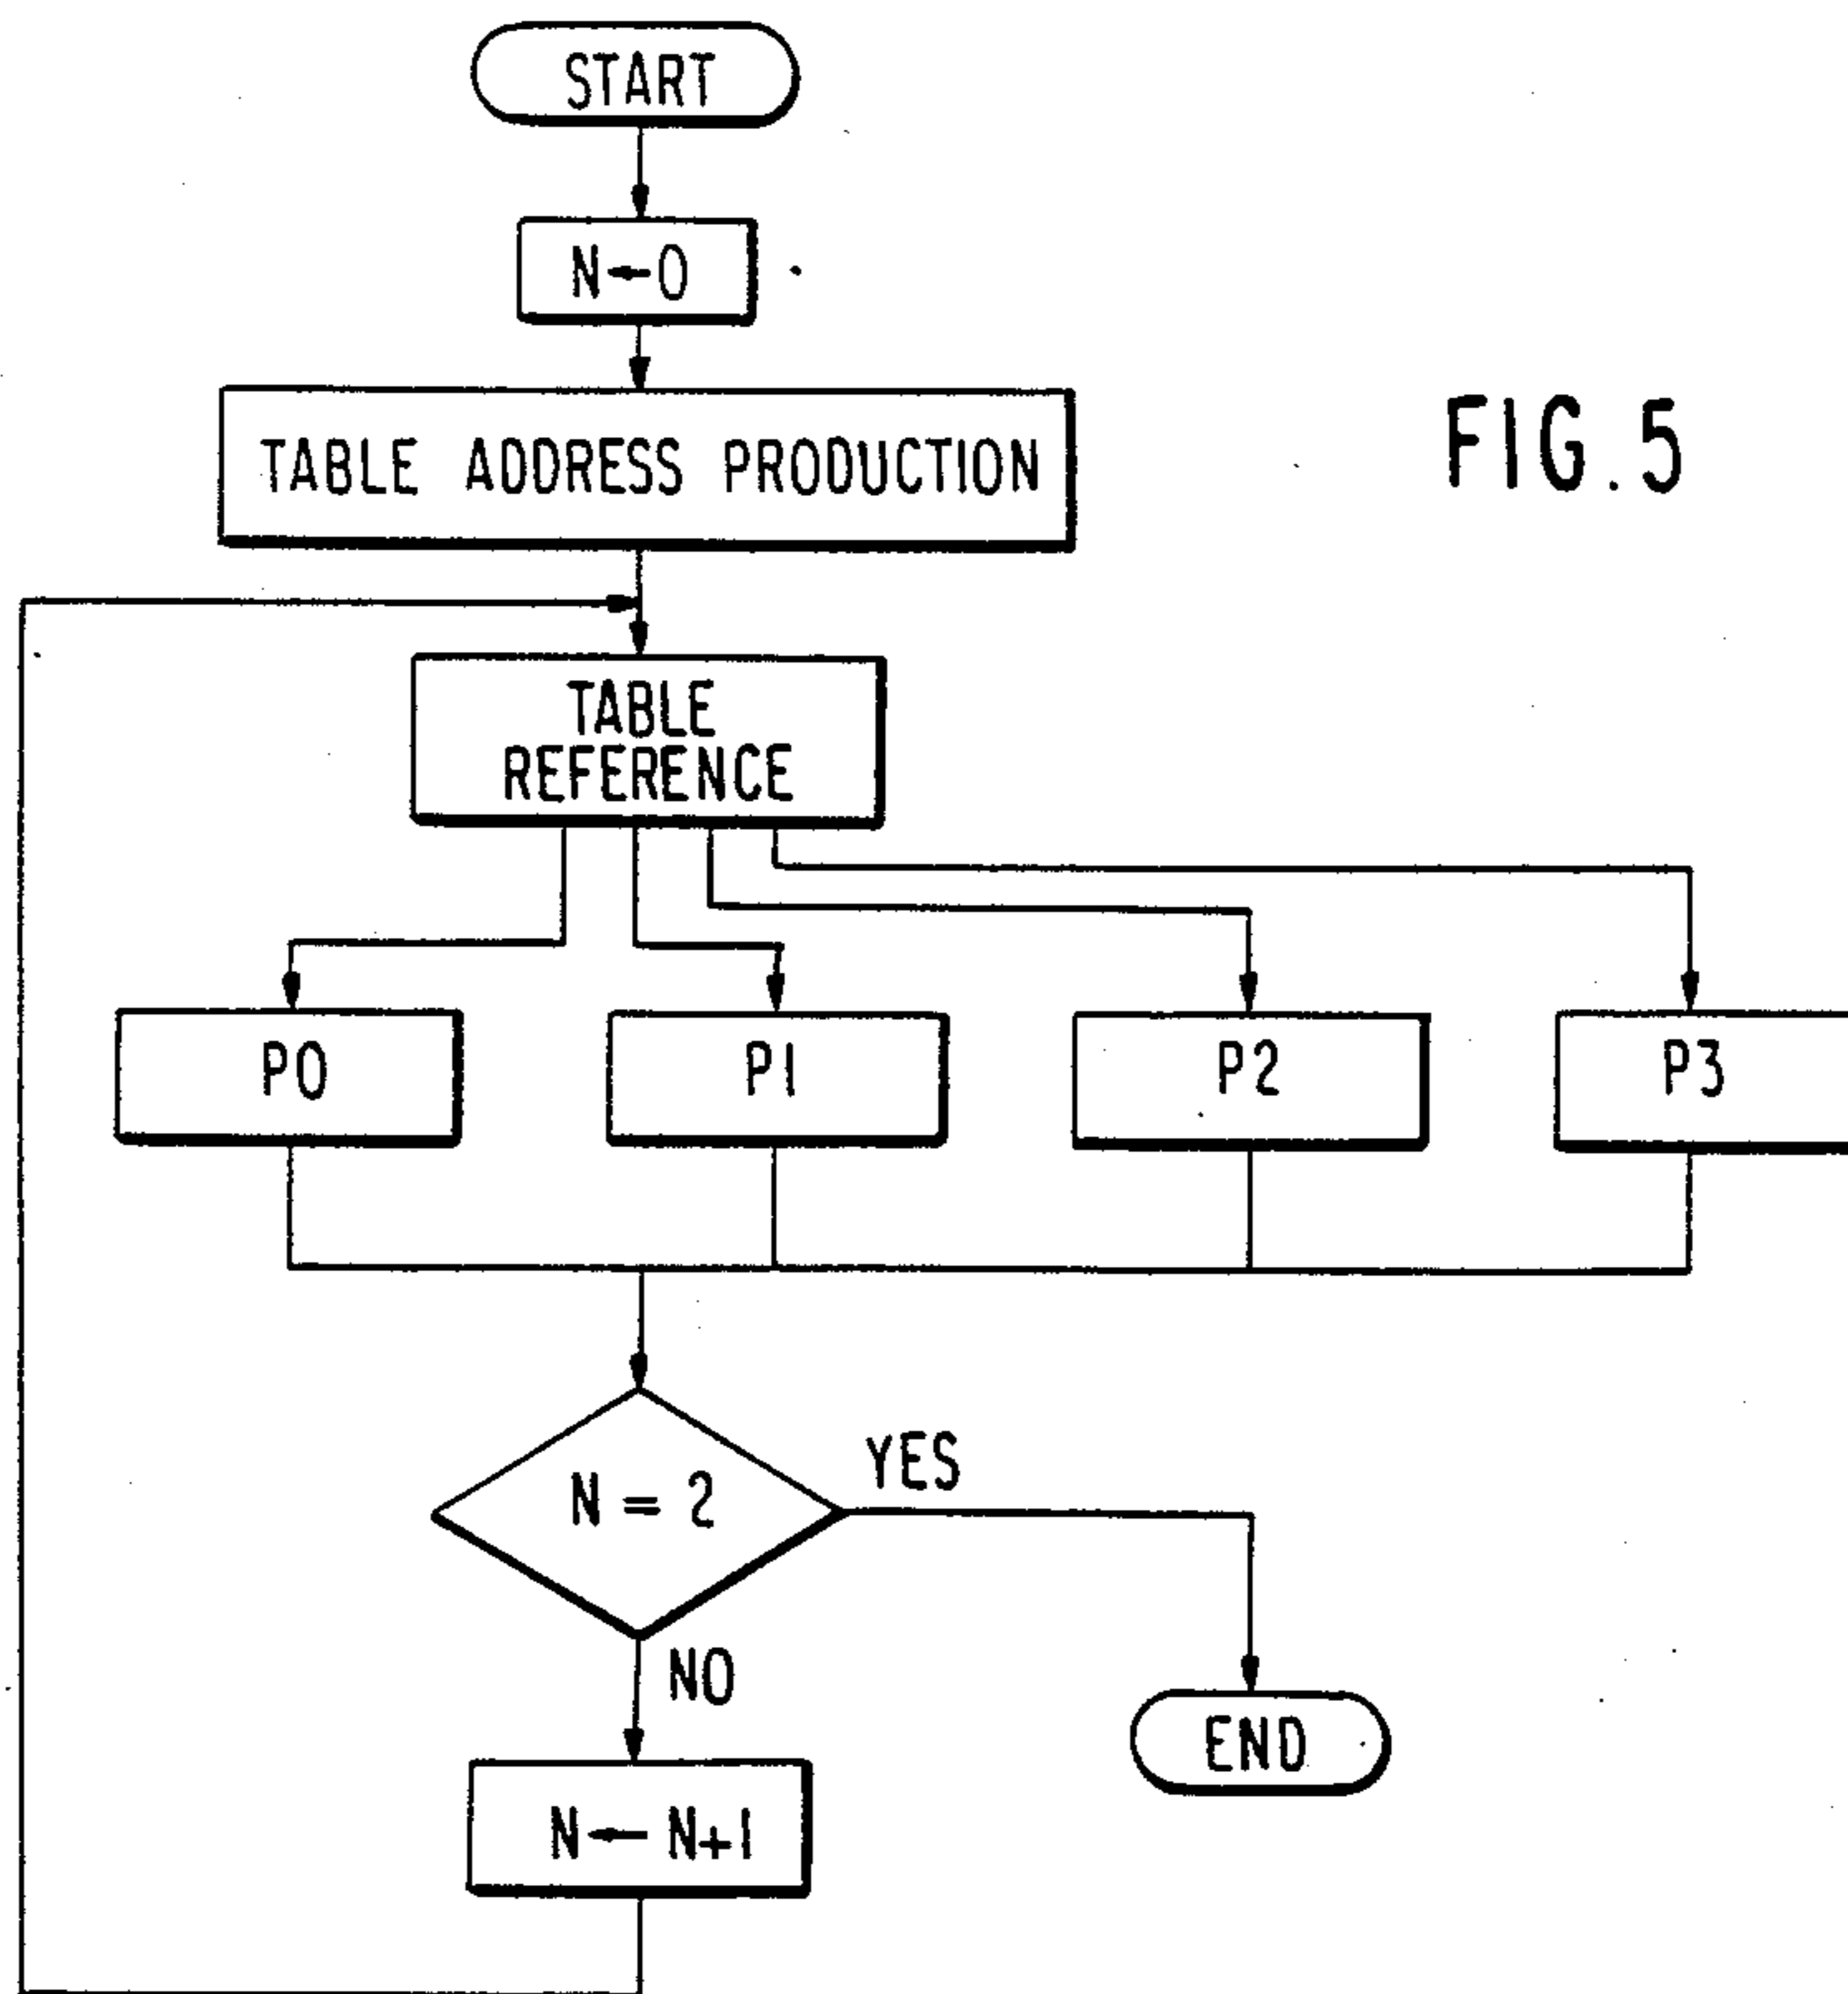 START
N←0
TABLE ADDRESS PRODUCTION
FIG.5
TABLE
REFERENCE
P0
P1
P2
P3
N = 2
YES
NO
END
N ← N+1